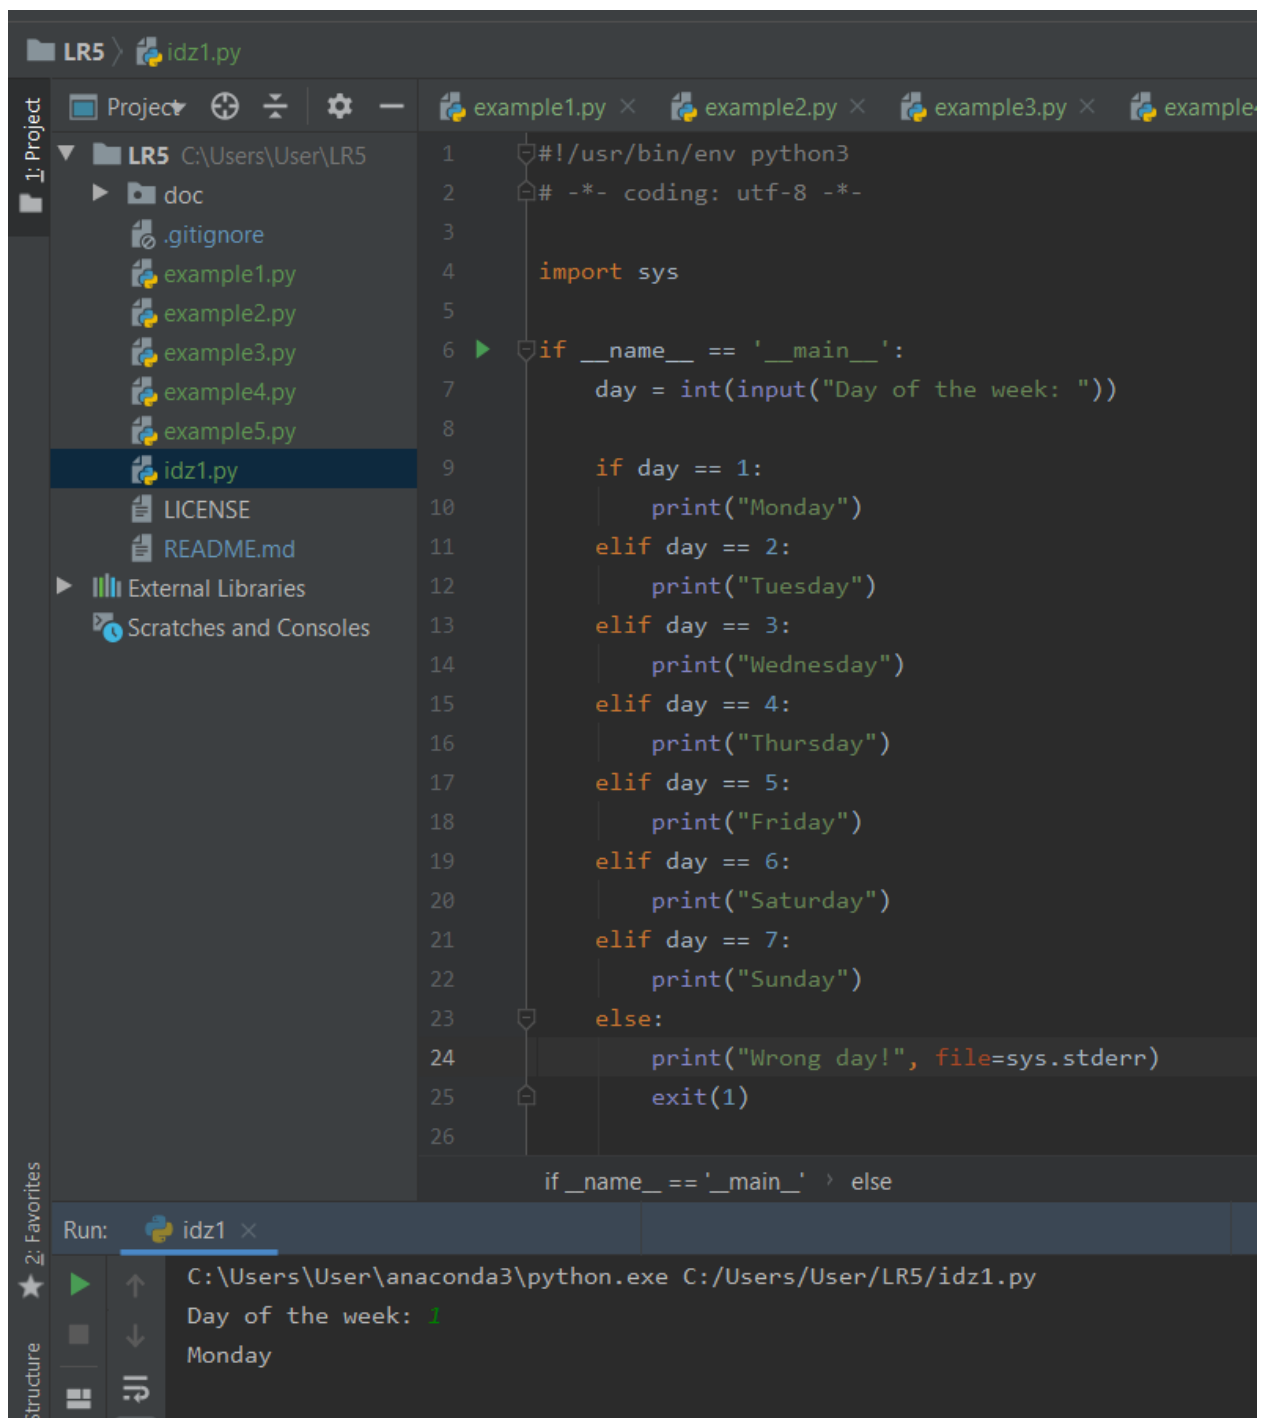 LR5 idz1.py
1: Project
Project
example1.py
example2.py
example3.py
example4
LR5 C:\Users\User\LR5
doc
.gitignore
example1.py
example2.py
example3.py
example4.py
example5.py
idz1.py
LICENSE
README.md
External Libraries
Scratches and Consoles
1 #!/usr/bin/env python3
2 # -*- coding: utf-8 -*-
3
4 import sys
5
6 if __name__ == '__main__':
7     day = int(input("Day of the week: "))
8
9     if day == 1:
10         print("Monday")
11     elif day == 2:
12         print("Tuesday")
13     elif day == 3:
14         print("Wednesday")
15     elif day == 4:
16         print("Thursday")
17     elif day == 5:
18         print("Friday")
19     elif day == 6:
20         print("Saturday")
21     elif day == 7:
22         print("Sunday")
23     else:
24         print("Wrong day!", file=sys.stderr)
25         exit(1)
26
if __name__ == '__main__' › else
2: Favorites
Structure
Run: idz1
C:\Users\User\anaconda3\python.exe C:/Users/User/LR5/idz1.py
Day of the week: 1
Monday